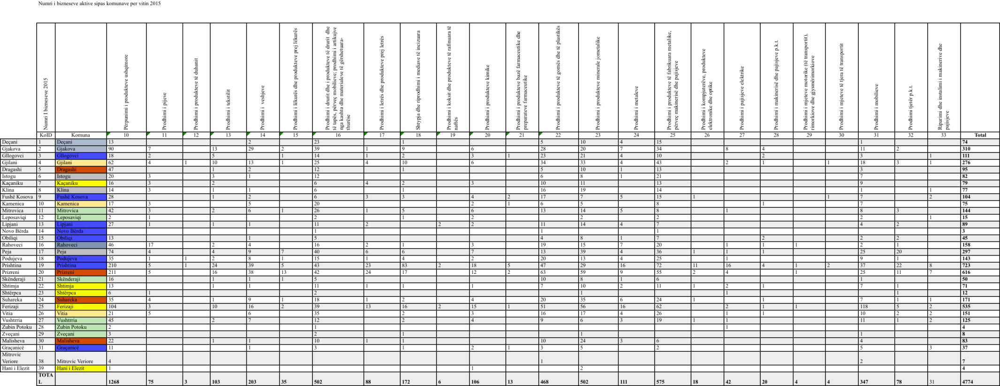 Numri i bizneseve aktive sipas komunave per vitin 2015
Numri I bizneseve 2015
Përpunimi i produkteve ushqimore
Prodhimi i pijeve
Prodhimi i produkteve të duhanit
Prodhimi i tekstilit
Prodhimi i veshjeve
Prodhimi i lëkurës dhe produkteve prej lëkurës
Prodhimi i drurit dhe i produkteve të drurit dhe
të tapës, përveç mobilieve; prodhimi i artikujve
nga kashta dhe materialeve të gërshetuara-
thurëse
Prodhimi i letrës dhe produkteve prej letrës
Shtypja dhe riprodhimi i mediave të incizuara
Prodhimi i koksit dhe produkteve të rafinuara të
naftës
Prodhimi i produkteve kimike
Prodhimi i produkteve bazë farmaceutike dhe
preparateve farmaceutike
Prodhimi i produkteve të gomës dhe të plastikës
Prodhimi i produkteve minerale jometalike
Prodhimi i metaleve
Prodhimi i produkteve të fabrikuara metalike,
përveç makinerisë dhe pajisjeve
Prodhimi i kompjuterëve, produkteve
elektronike dhe optike
Prodhimi i pajisjeve elektrike
Prodhimi i makinerisë dhe pajisjeve p.k.t.
Prodhimi i mjeteve motorike (të transportit),
rimorkiove dhe gjysmërimorkiove
Prodhimi i mjeteve të tjera të transportit
Prodhimi i mobilieve
Prodhimi tjetër p.k.t.
Riparimi dhe instalimi i makinerive dhe
pajisjeve
KoID Komuna 10 11 12 13 14 15 16 17 18 19 20 21 22 23 24 25 26 27 28 29 30 31 32 33 Total
Deçani 1 Deçani 13 2 23 1 5 10 4 15 1 74
Gjakova 2 Gjakova 90 7 13 29 2 39 1 9 6 28 20 7 34 8 4 11 2 310
Gllogovci 3 Gllogovci 18 2 5 1 14 1 2 3 1 23 21 4 10 2 3 1 111
Gjilani 4 Gjilani 62 4 1 10 13 1 25 4 10 6 34 33 4 43 2 1 1 18 3 1 276
Dragashi 5 Dragashi 47 1 2 12 1 5 10 1 13 3 95
Istogu 6 Istogu 20 3 3 1 12 6 8 1 21 7 82
Kaçaniku 7 Kaçaniku 16 3 2 6 4 2 3 10 11 13 9 79
Klina 8 Klina 14 3 1 1 6 1 16 19 14 1 1 77
Fushë Kosova 9 Fushë Kosova 28 1 2 6 3 3 4 2 17 7 5 15 1 1 7 2 104
Kamenica 10 Kamenica 17 3 5 20 2 1 6 5 8 1 7 75
Mitrovica 11 Mitrovica 42 3 2 6 1 26 1 5 6 13 14 5 8 1 8 3 144
Leposaviqi 12 Leposaviqi 2 1 2 1 2 2 2 2 1 15
Lipjani 13 Lipjani 27 1 1 1 11 2 2 2 11 14 4 7 4 2 89
Novo Bërda 14 Novo Bërda 1 1 1 3
Obiliqi 15 Obiliqi 13 1 5 4 8 1 7 2 2 2 45
Rahoveci 16 Rahoveci 46 17 2 4 16 2 1 3 19 15 7 20 1 1 1 2 1 158
Peja 17 Peja 74 4 4 9 7 40 6 6 7 13 39 4 36 1 1 1 25 20 297
Podujeva 18 Podujeva 35 1 1 2 8 1 15 1 4 2 20 13 4 25 1 9 1 143
Prishtina 19 Prishtina 210 5 1 24 39 5 43 23 83 2 18 5 47 29 16 72 11 16 4 1 2 37 22 8 723
Prizreni 20 Prizreni 211 5 16 38 13 42 24 17 12 2 63 59 9 55 2 4 1 25 11 7 616
Skënderaji 21 Skënderaji 16 1 1 1 5 10 8 1 6 1 50
Shtimja 22 Shtimja 13 1 1 11 1 1 1 7 10 2 11 1 2 1 7 1 71
Shtërpca 23 Shtërpca 6 1 2 1 1 1 12
Suhareka 24 Suhareka 35 4 1 9 1 18 1 2 4 20 35 6 24 1 1 7 1 1 171
Ferizaji 25 Ferizaji 104 3 10 16 2 39 13 16 2 15 1 51 56 16 62 2 1 1 118 5 2 535
Vitia 26 Vitia 21 5 6 35 2 3 16 17 4 26 1 1 10 2 2 151
Vushtrria 27 Vushtrria 45 2 7 12 2 4 9 6 3 19 1 1 11 1 2 125
Zubin Potoku 28 Zubin Potoku 2 1 1 4
Zveçani 29 Zveçani 3 2 1 1 1 8
Malisheva 30 Malisheva 22 1 1 10 1 1 10 24 3 6 4 83
Graçanicë 31 Graçanicë 11 1 3 1 2 1 3 5 2 5 3 37
Mitrovic
Veriore 38 Mitrovic Veriore 4 1 2 7
Hani i Elezit 39 Hani i Elezit 1 1 2 4
TOTA
L 1268 75 3 103 203 35 502 88 172 6 106 13 468 502 111 575 18 42 20 4 4 347 78 31 4774